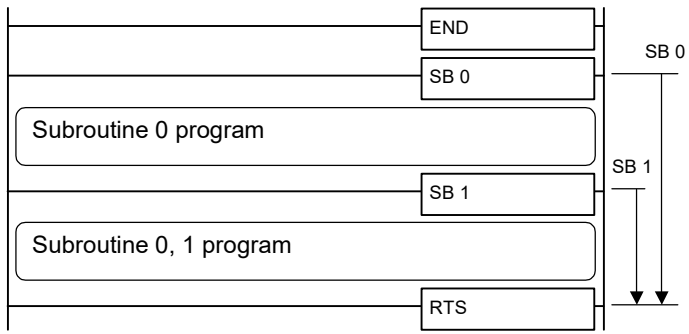 END
SB 0
SB 0
Subroutine 0 program
SB 1
SB 1
Subroutine 0, 1 program
RTS